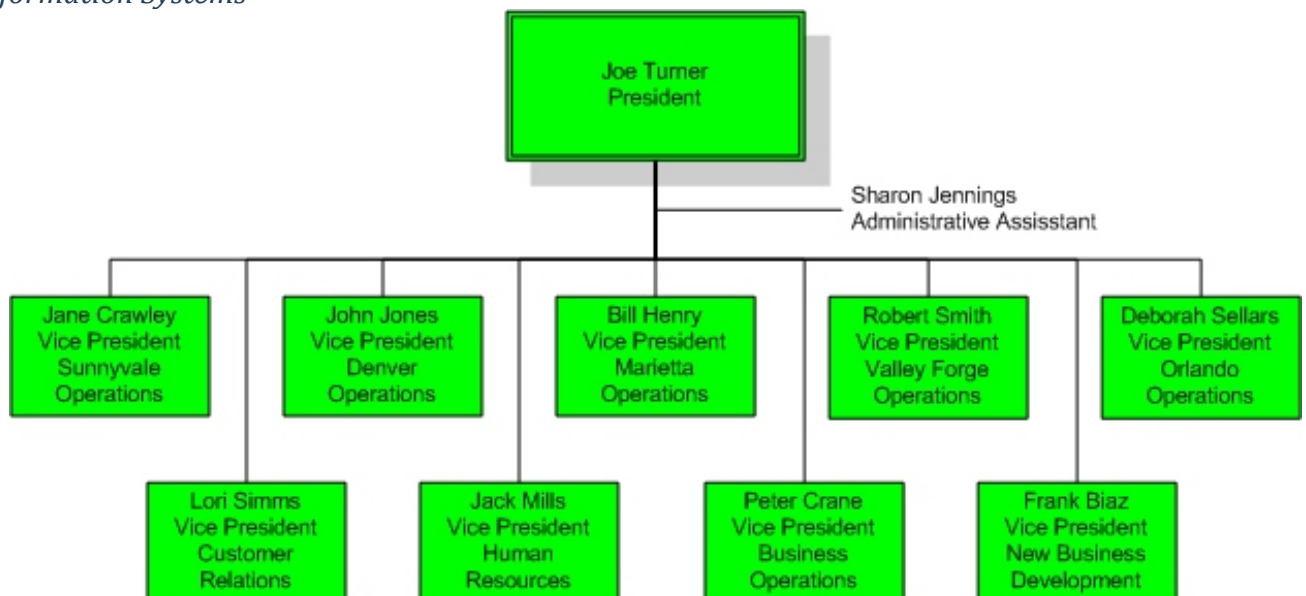 formation Systems
Joe Turner
President
Sharon Jennings
Administrative Assisstant
Jane Crawley
Vice President
Sunnyvale
Operations
John Jones
Vice President
Denver
Operations
Bill Henry
Vice President
Marietta
Operations
Robert Smith
Vice President
Valley Forge
Operations
Deborah Sellars
Vice President
Orlando
Operations
Lori Simms
Vice President
Customer
Relations
Jack Mills
Vice President
Human
Resources
Peter Crane
Vice President
Business
Operations
Frank Biaz
Vice President
New Business
Development